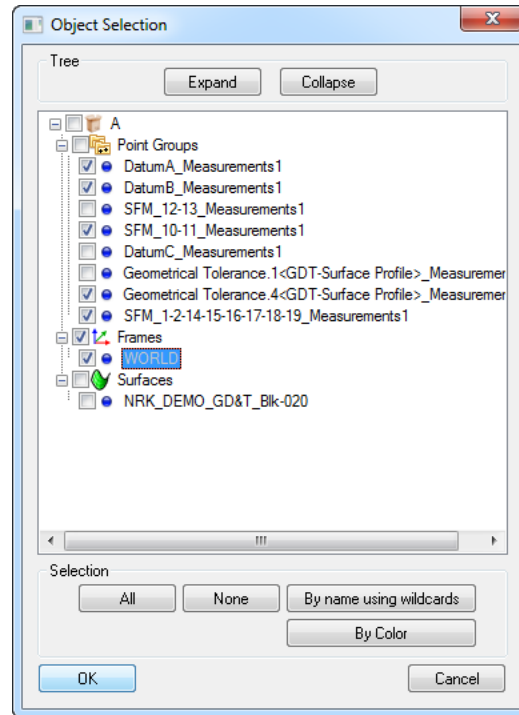 Object Selection
Tree
Expand
Collapse
A
Point Groups
DatumA_Measurements1
DatumB_Measurements1
SFM_12-13_Measurements1
SFM_10-11_Measurements1
DatumC_Measurements1
Geometrical Tolerance.1<GDT-Surface Profile>_Measuremer
Geometrical Tolerance.4<GDT-Surface Profile>_Measuremer
SFM_1-2-14-15-16-17-18-19_Measurements1
Frames
WORLD
Surfaces
NRK_DEMO_GD&T_Blk-020
Selection
All
None
By name using wildcards
By Color
OK
Cancel